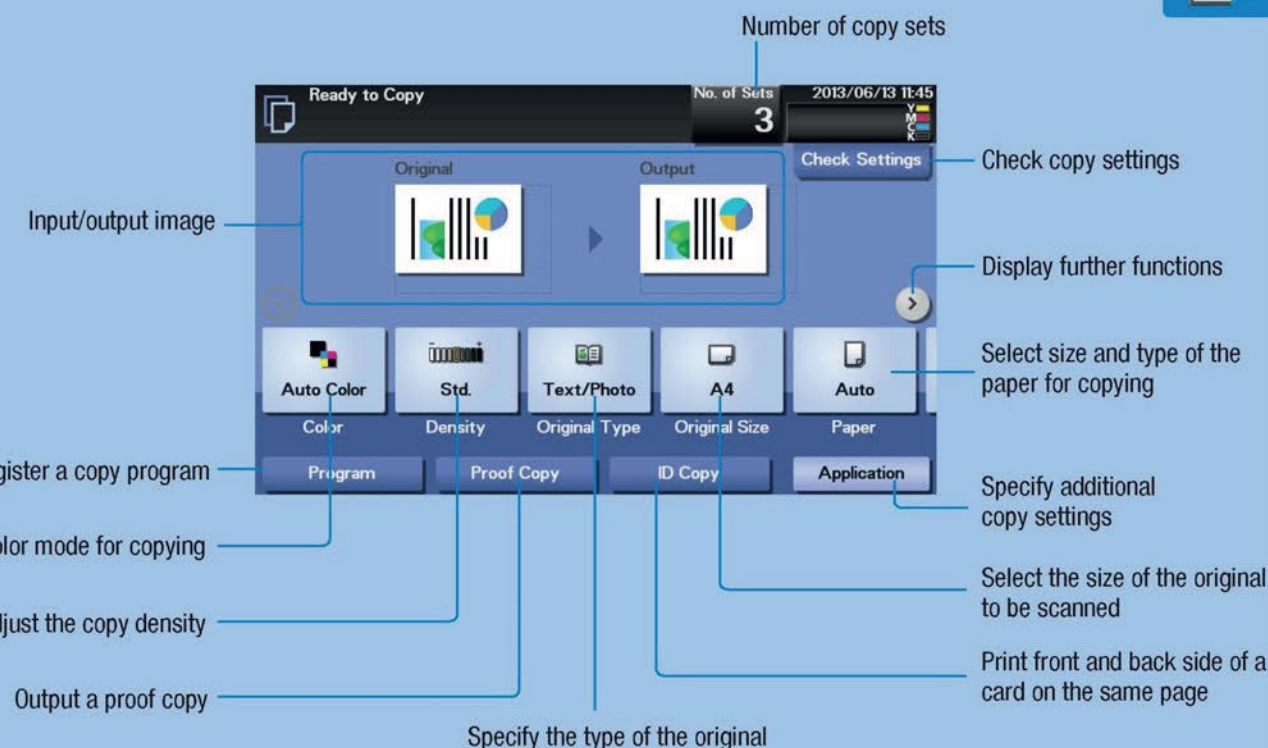 Number of copy sets
Ready to Copy
No. of Sets
3
2013/06/13 11:45
Y
M
C
K
Check Settings
Check copy settings
Original
Output
Input/output image
Display further functions
Auto Color
Std.
Text/Photo
A4
Auto
Select size and type of the
paper for copying
Color
Density
Original Type
Original Size
Paper
gister a copy program
Program
Proof Copy
ID Copy
Application
Specify additional
copy settings
olor mode for copying
Select the size of the original
to be scanned
just the copy density
Print front and back side of a
card on the same page
Output a proof copy
Specify the type of the original